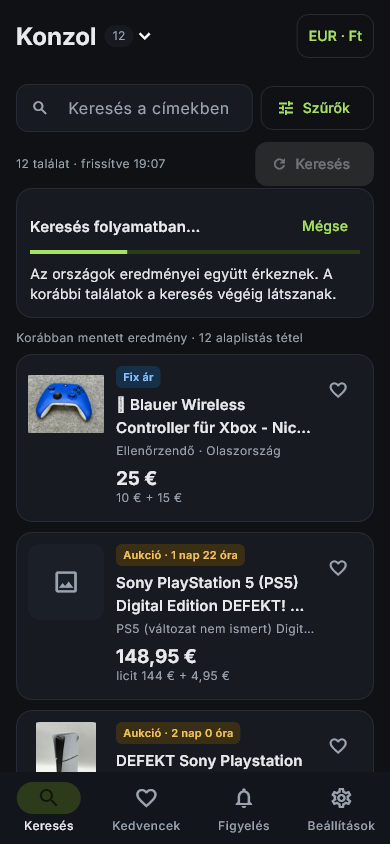 Konzol 12
EUR · Ft
Keresés a címekben
Szűrők
12 találat · frissítve 19:07
Keresés
Keresés folyamatban...
Mégse
Az országok eredményei együtt érkeznek. A
korábbi találatok a keresés végéig látszanak.
Korábban mentett eredmény · 12 alaplistás tétel
Fix ár
Blauer Wireless
Controller für Xbox - Nic...
Ellenőrzendő · Olaszország
25 €
10 € + 15 €
Aukció · 1 nap 22 óra
Sony PlayStation 5 (PS5)
Digital Edition DEFEKT! ...
PS5 (változat nem ismert) Digit...
148,95 €
licit 144 € + 4,95 €
Aukció · 2 nap 0 óra
DEFEKT Sony Playstation
Keresés
Kedvencek
Figyelés
Beállítások